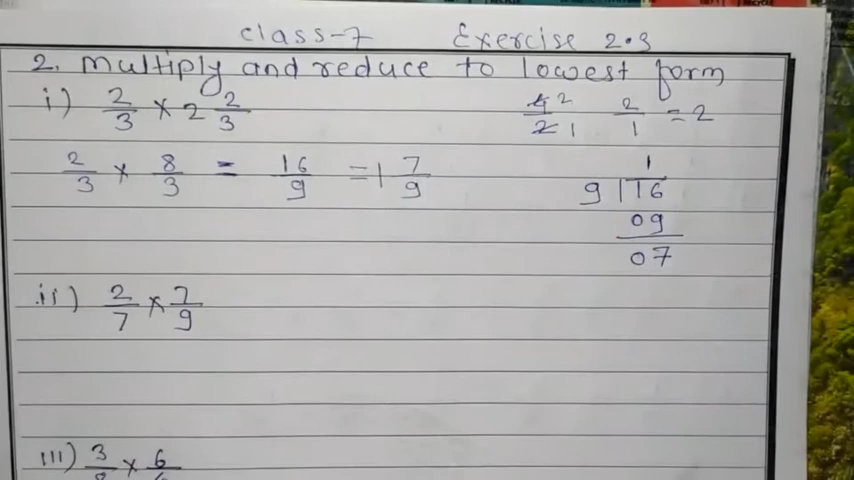 class-7 Exercise 2.3
2. Multiply and reduce to lowest form
i) 2/3 × 2 2/3
4/2 2 1 2/1 = 2
2/3 × 8/3 = 16/9 = 1 7/9
1
9 16
09
07
ii) 2/7 × 7/9
iii) 3/8 × 6/